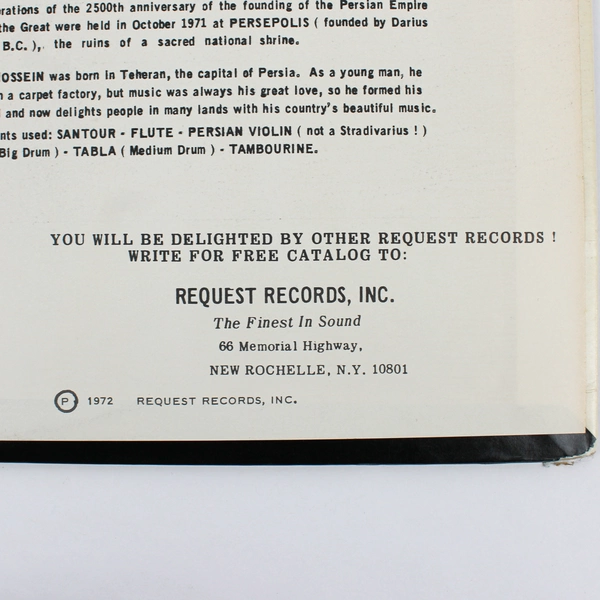 rations of the 2500th anniversary of the founding of the Persian Empire
the Great were held in October 1971 at PERSEPOLIS ( founded by Darius
B.C. ), the ruins of a sacred national shrine.
OSSEIN was born in Teheran, the capital of Persia. As a young man, he
a carpet factory, but music was always his great love, so he formed his
and now delights people in many lands with his country's beautiful music.
nts used: SANTOUR - FLUTE - PERSIAN VIOLIN ( not a Stradivarius ! )
Big Drum ) - TABLA ( Medium Drum ) - TAMBOURINE.
YOU WILL BE DELIGHTED BY OTHER REQUEST RECORDS !
WRITE FOR FREE CATALOG TO:
REQUEST RECORDS, INC.
The Finest In Sound
66 Memorial Highway,
NEW ROCHELLE, N.Y. 10801
℗ 1972 REQUEST RECORDS, INC.